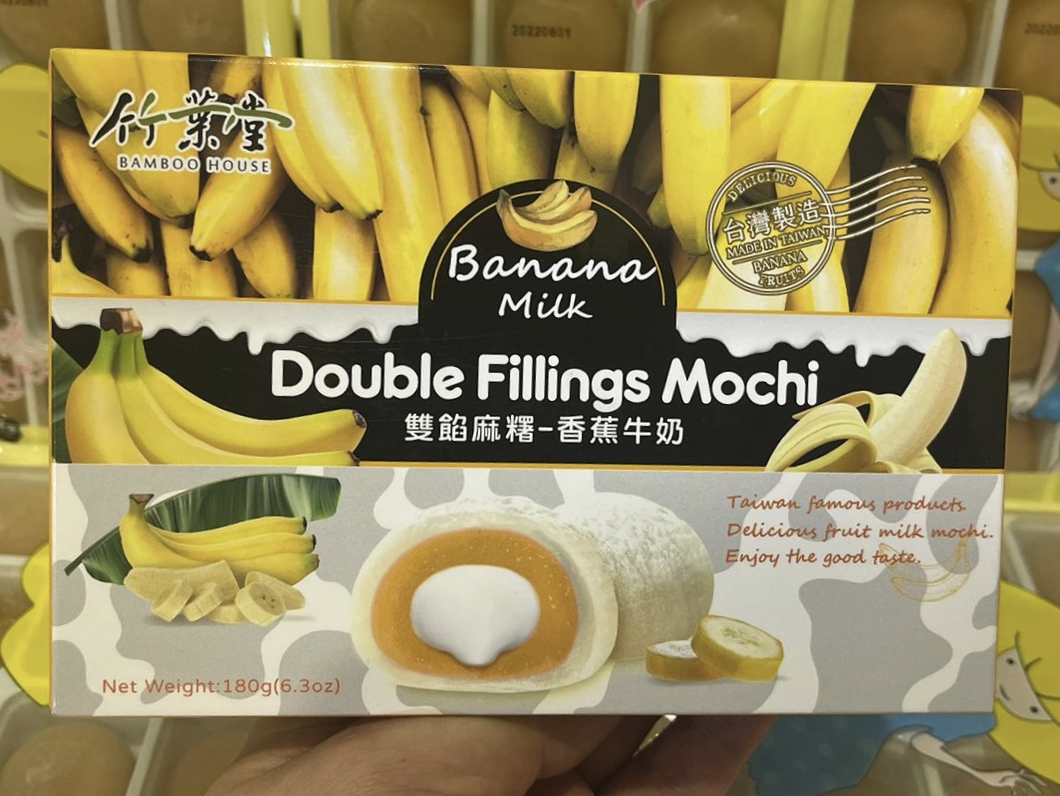 20220601
竹葉堂
BAMBOO HOUSE
DELICIOUS
台灣製造
MADE IN TAIWAN
BANANA
FRUITS
Banana
Milk
Double Fillings Mochi
雙餡麻糬-香蕉牛奶
Taiwan famous products.
Delicious fruit milk mochi.
Enjoy the good taste.
Net Weight:180g(6.3oz)